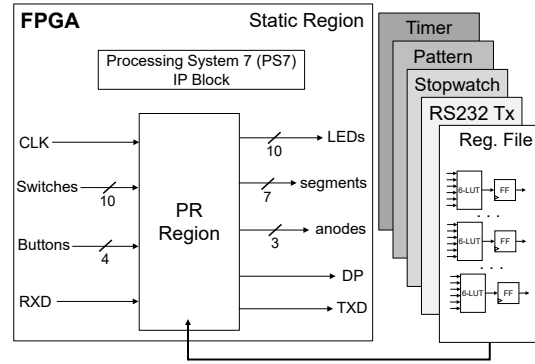 FPGA
Static Region
Processing System 7 (PS7)
IP Block
CLK
Switches
10
Buttons
4
RXD
PR
Region
10
LEDs
7
segments
3
anodes
DP
TXD
Timer
Pattern
Stopwatch
RS232 Tx
Reg. File
6-LUT
FF
. . .
6-LUT
FF
. . .
6-LUT
FF